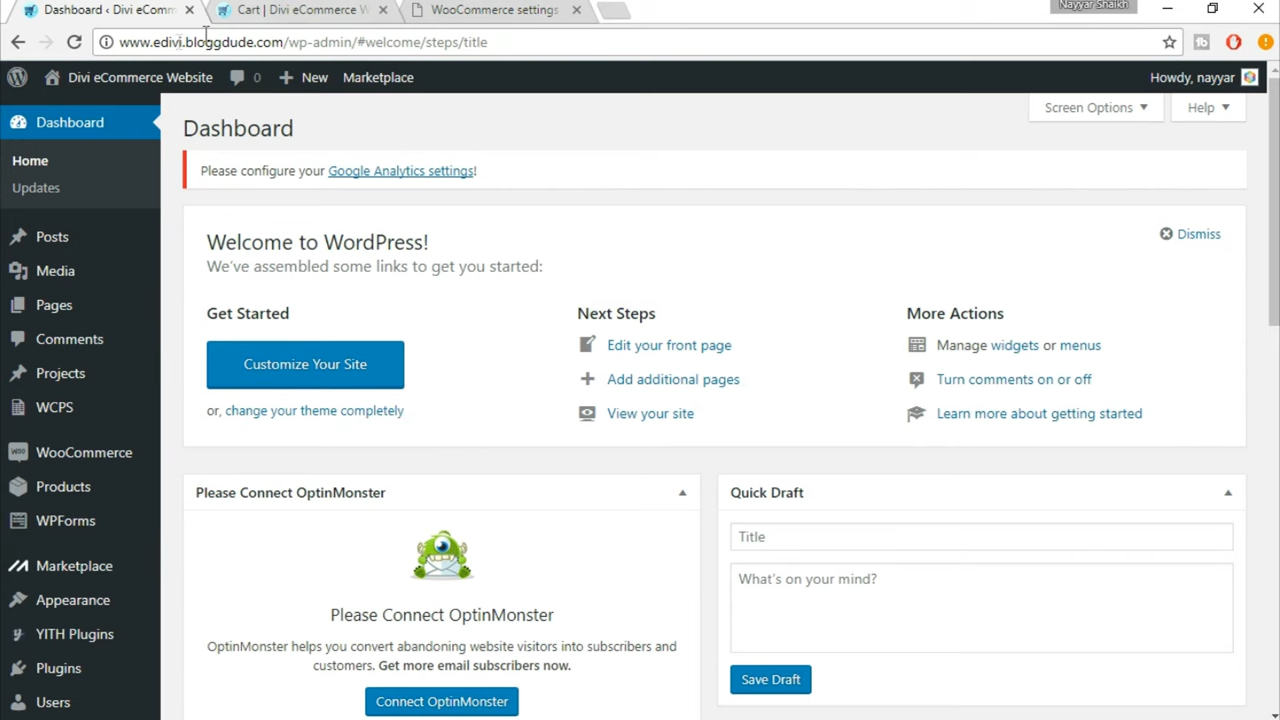 Dashboard ‹ Divi eComm
Cart | Divi eCommerce W
WooCommerce settings
Nayyar Shaikh
www.edivi.bloggdude.com/wp-admin/#welcome/steps/title
Divi eCommerce Website
0
New
Marketplace
Howdy, nayyar
Dashboard
Home
Updates
Posts
Media
Pages
Comments
Projects
WCPS
WooCommerce
Products
WPForms
Marketplace
Appearance
YITH Plugins
Plugins
Users
Screen Options
Help
Dashboard
Please configure your Google Analytics settings!
Welcome to WordPress!
Dismiss
We've assembled some links to get you started:
Get Started
Customize Your Site
or, change your theme completely
Next Steps
Edit your front page
Add additional pages
View your site
More Actions
Manage widgets or menus
Turn comments on or off
Learn more about getting started
Please Connect OptinMonster
Please Connect OptinMonster
OptinMonster helps you convert abandoning website visitors into subscribers and
customers. Get more email subscribers now.
Connect OptinMonster
Quick Draft
Title
What's on your mind?
Save Draft